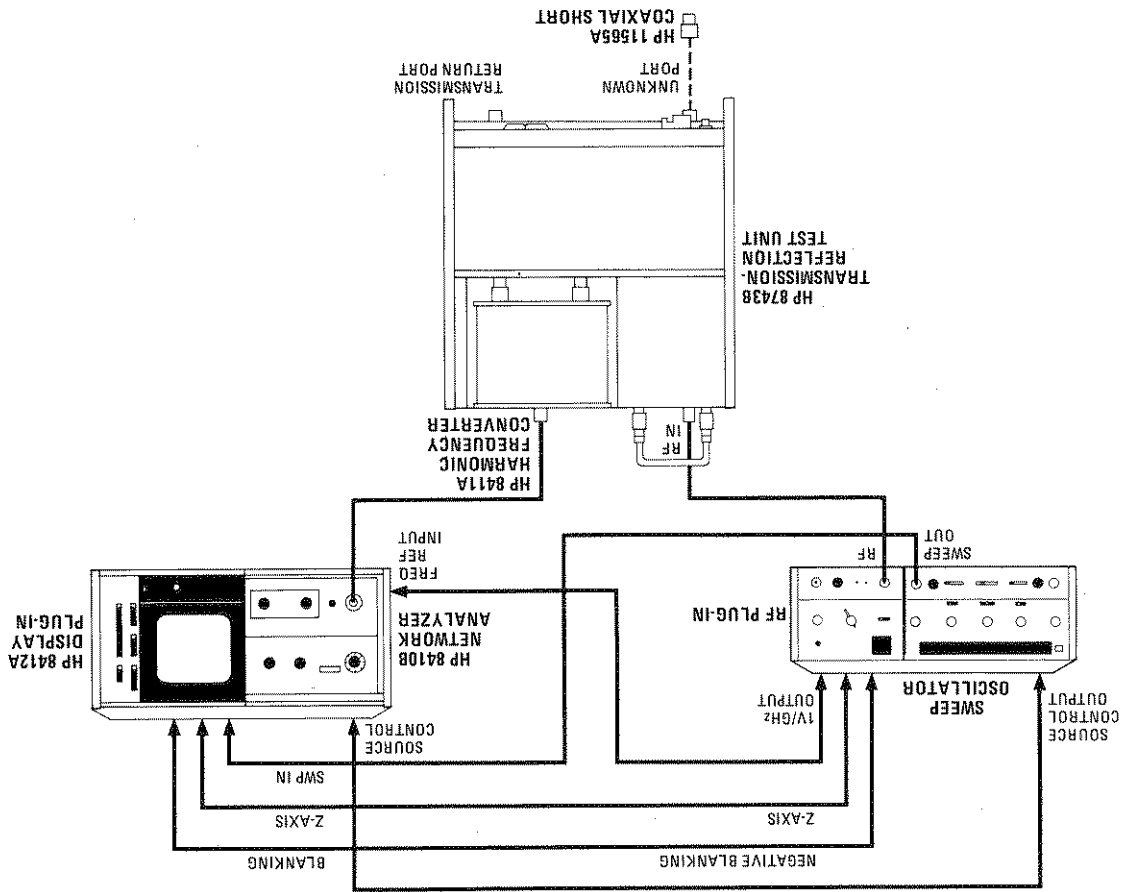 NEGATIVE BLANKING
BLANKING
Z-AXIS
Z-AXIS
SWP IN
SOURCE
CONTROL
OUTPUT
1V/GHz
OUTPUT
SOURCE
CONTROL
SWEEP
OSCILLATOR
RF PLUG-IN
HP 8410B
NETWORK
ANALYZER
HP 8412A
DISPLAY
PLUG-IN
SWEEP
OUT
RF
FREQ
REF
INPUT
RF
IN
HP 8411A
HARMONIC
FREQUENCY
CONVERTER
HP 8743B
TRANSMISSION-
REFLECTION
TEST UNIT
UNKNOWN
PORT
TRANSMISSION
RETURN PORT
HP 11565A
COAXIAL SHORT